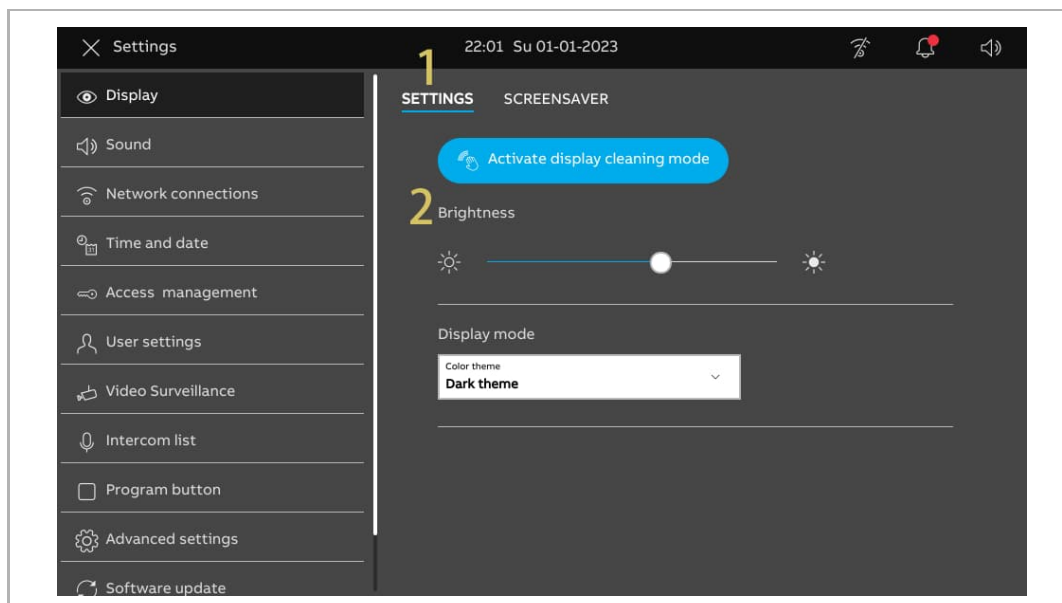 Settings
22:01 Su 01-01-2023
1
Display
SETTINGS SCREENSAVER
Sound
Activate display cleaning mode
Network connections
2
Brightness
Time and date
31
Access management
User settings
Display mode
Color theme
Dark theme
Video Surveillance
Intercom list
Program button
Advanced settings
Software update